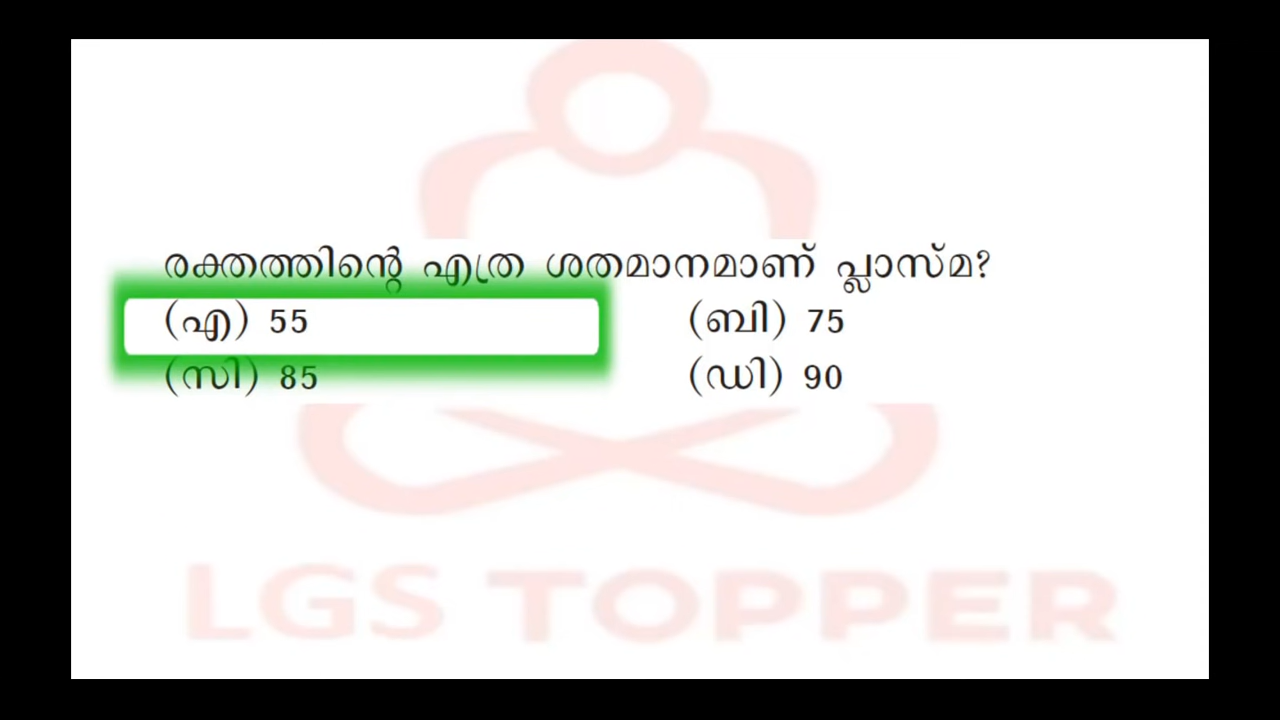 രക്തത്തിന്റെ എത്ര ശതമാനമാണ് പ്ലാസ്മ?
(എ) 55 (ബി) 75
(സി) 85 (ഡി) 90
LGS TOPPER